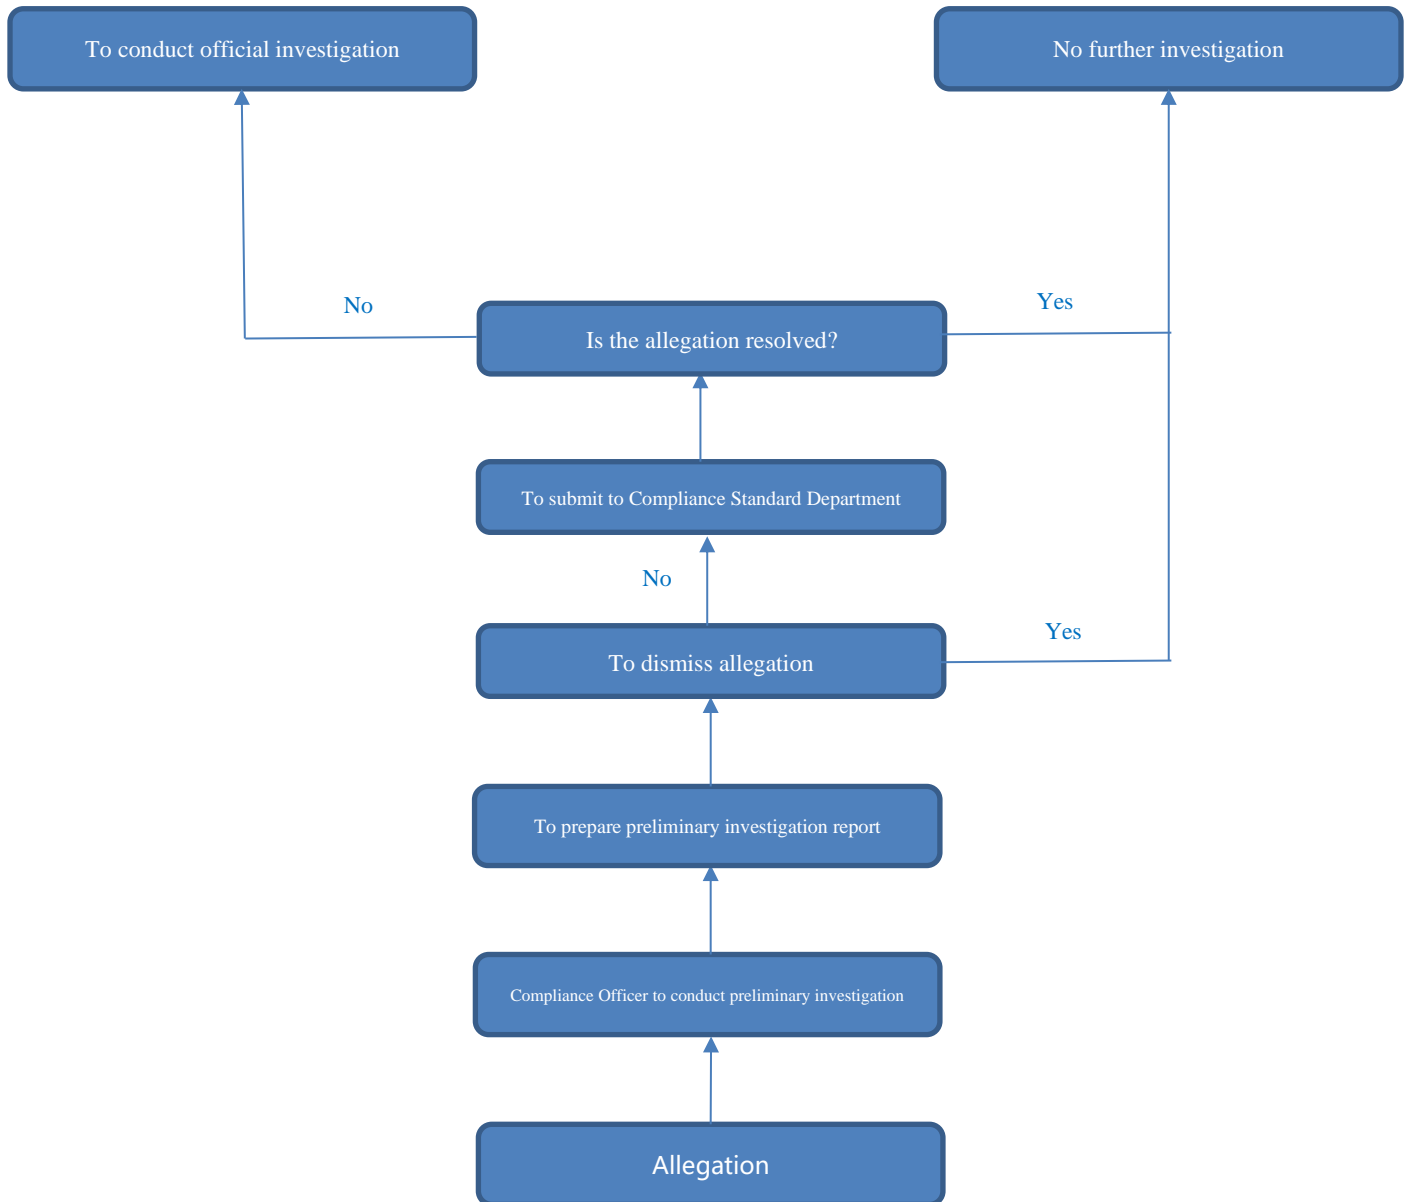 To conduct official investigation
No further investigation
No
Yes
Is the allegation resolved?
To submit to Compliance Standard Department
No
Yes
To dismiss allegation
To prepare preliminary investigation report
Compliance Officer to conduct preliminary investigation
Allegation